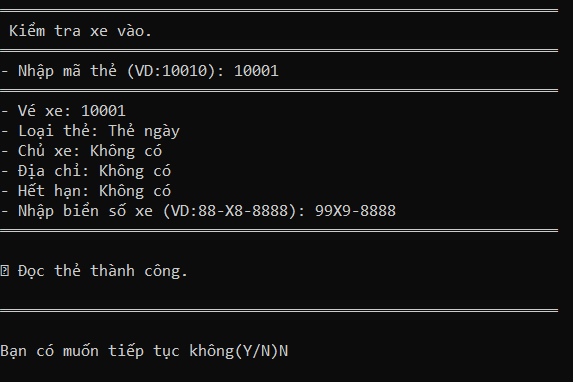 Kiểm tra xe vào.
- Nhập mã thẻ (VD:10010): 10001
- Vé xe: 10001
- Loại thẻ: Thẻ ngày
- Chủ xe: Không có
- Địa chỉ: Không có
- Hết hạn: Không có
- Nhập biển số xe (VD:88-X8-8888): 99X9-8888
Đọc thẻ thành công.
Bạn có muốn tiếp tục không(Y/N)N